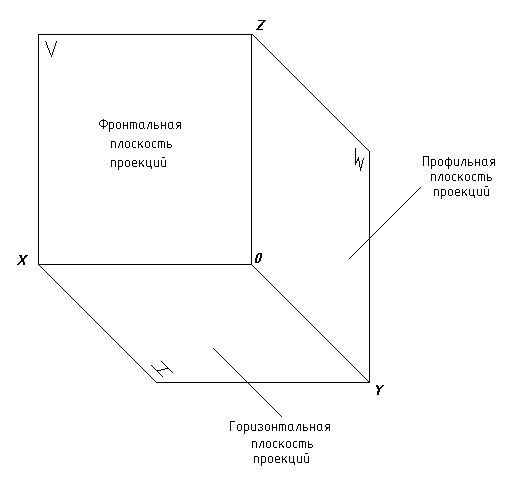 Z
V
Фронтальная
плоскость
проекций
W
Профильная
плоскость
проекций
X
0
H
Y
Горизонтальная
плоскость
проекций